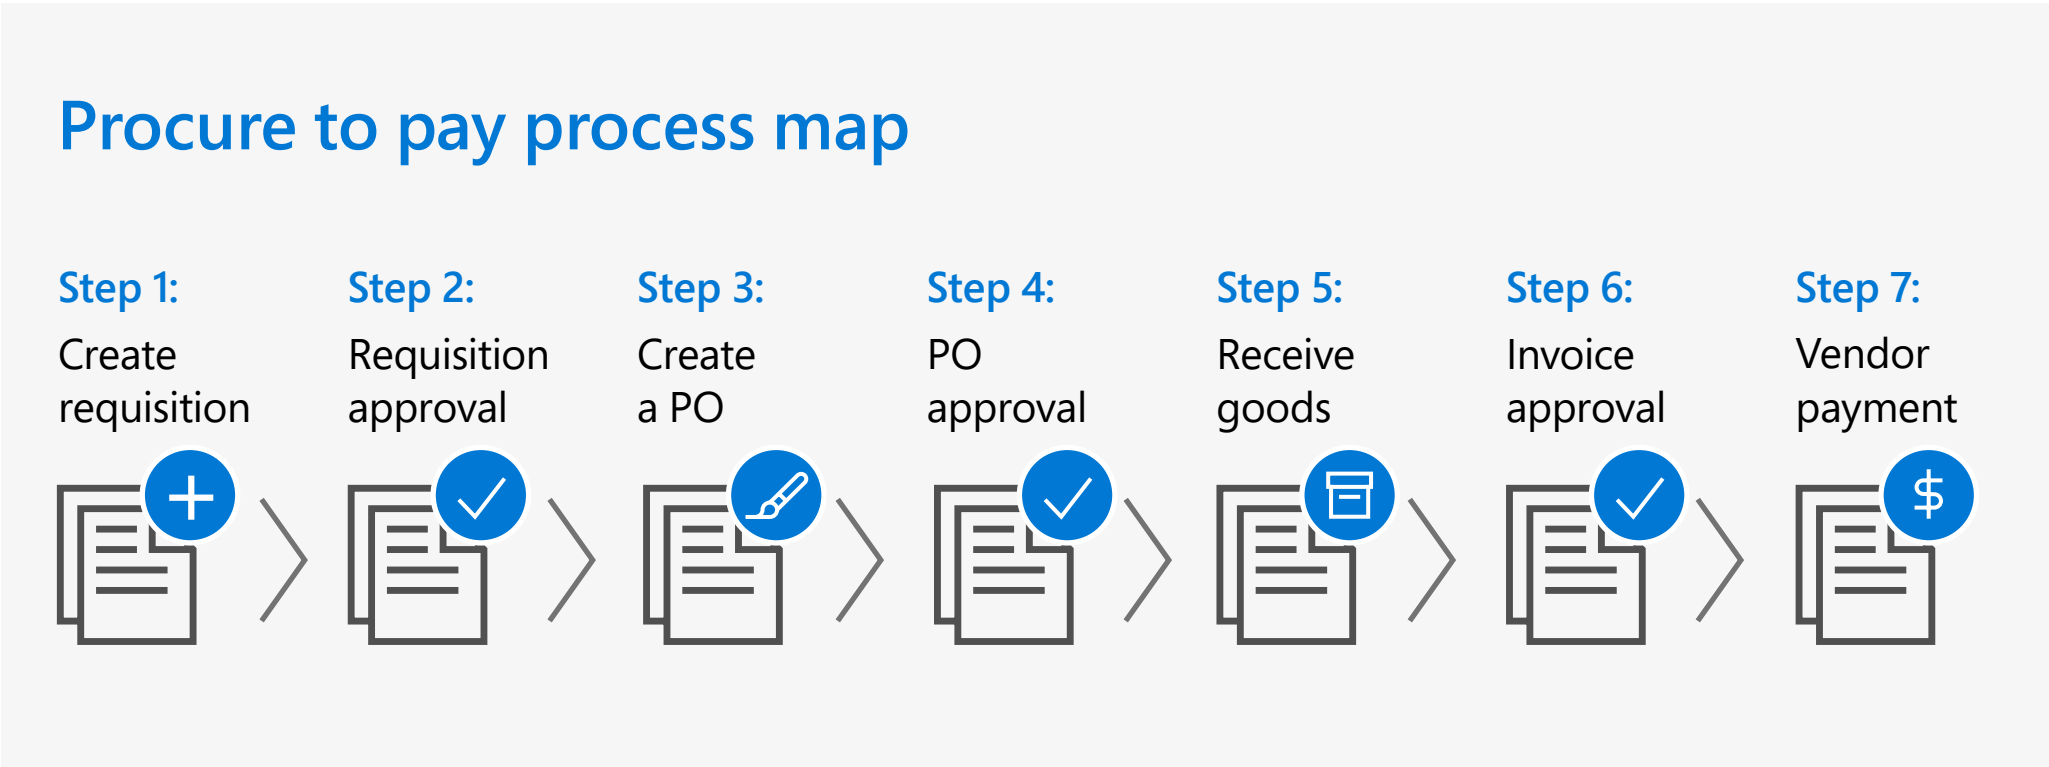 Procure to pay process map
Step 1:
Create
requisition
Step 2:
Requisition
approval
Step 3:
Create
a PO
Step 4:
PO
approval
Step 5:
Receive
goods
Step 6:
Invoice
approval
Step 7:
Vendor
payment
$